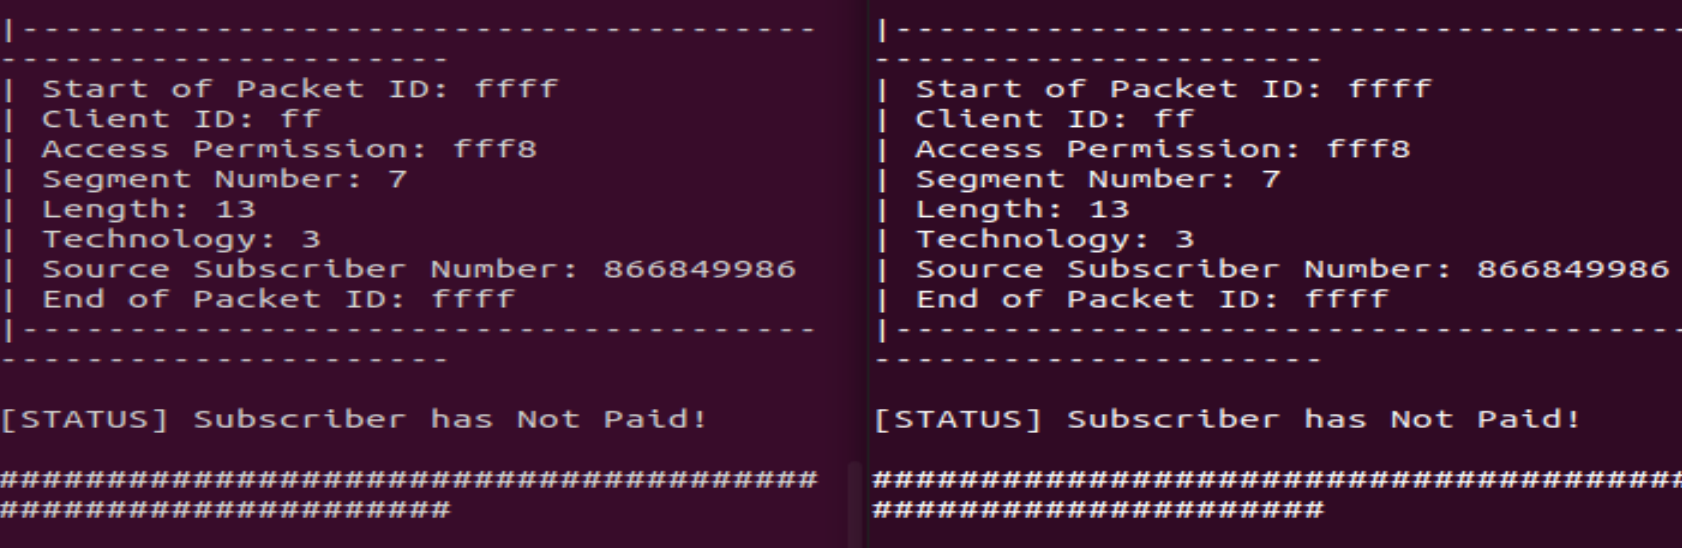 |-------------------------------------
---------------------
| Start of Packet ID: ffff
| Client ID: ff
| Access Permission: fff8
| Segment Number: 7
| Length: 13
| Technology: 3
| Source Subscriber Number: 866849986
| End of Packet ID: ffff
|-------------------------------------
---------------------
[STATUS] Subscriber has Not Paid!
######################################
#####################
|-------------------------------------
---------------------
| Start of Packet ID: ffff
| Client ID: ff
| Access Permission: fff8
| Segment Number: 7
| Length: 13
| Technology: 3
| Source Subscriber Number: 866849986
| End of Packet ID: ffff
|-------------------------------------
---------------------
[STATUS] Subscriber has Not Paid!
######################################
#####################